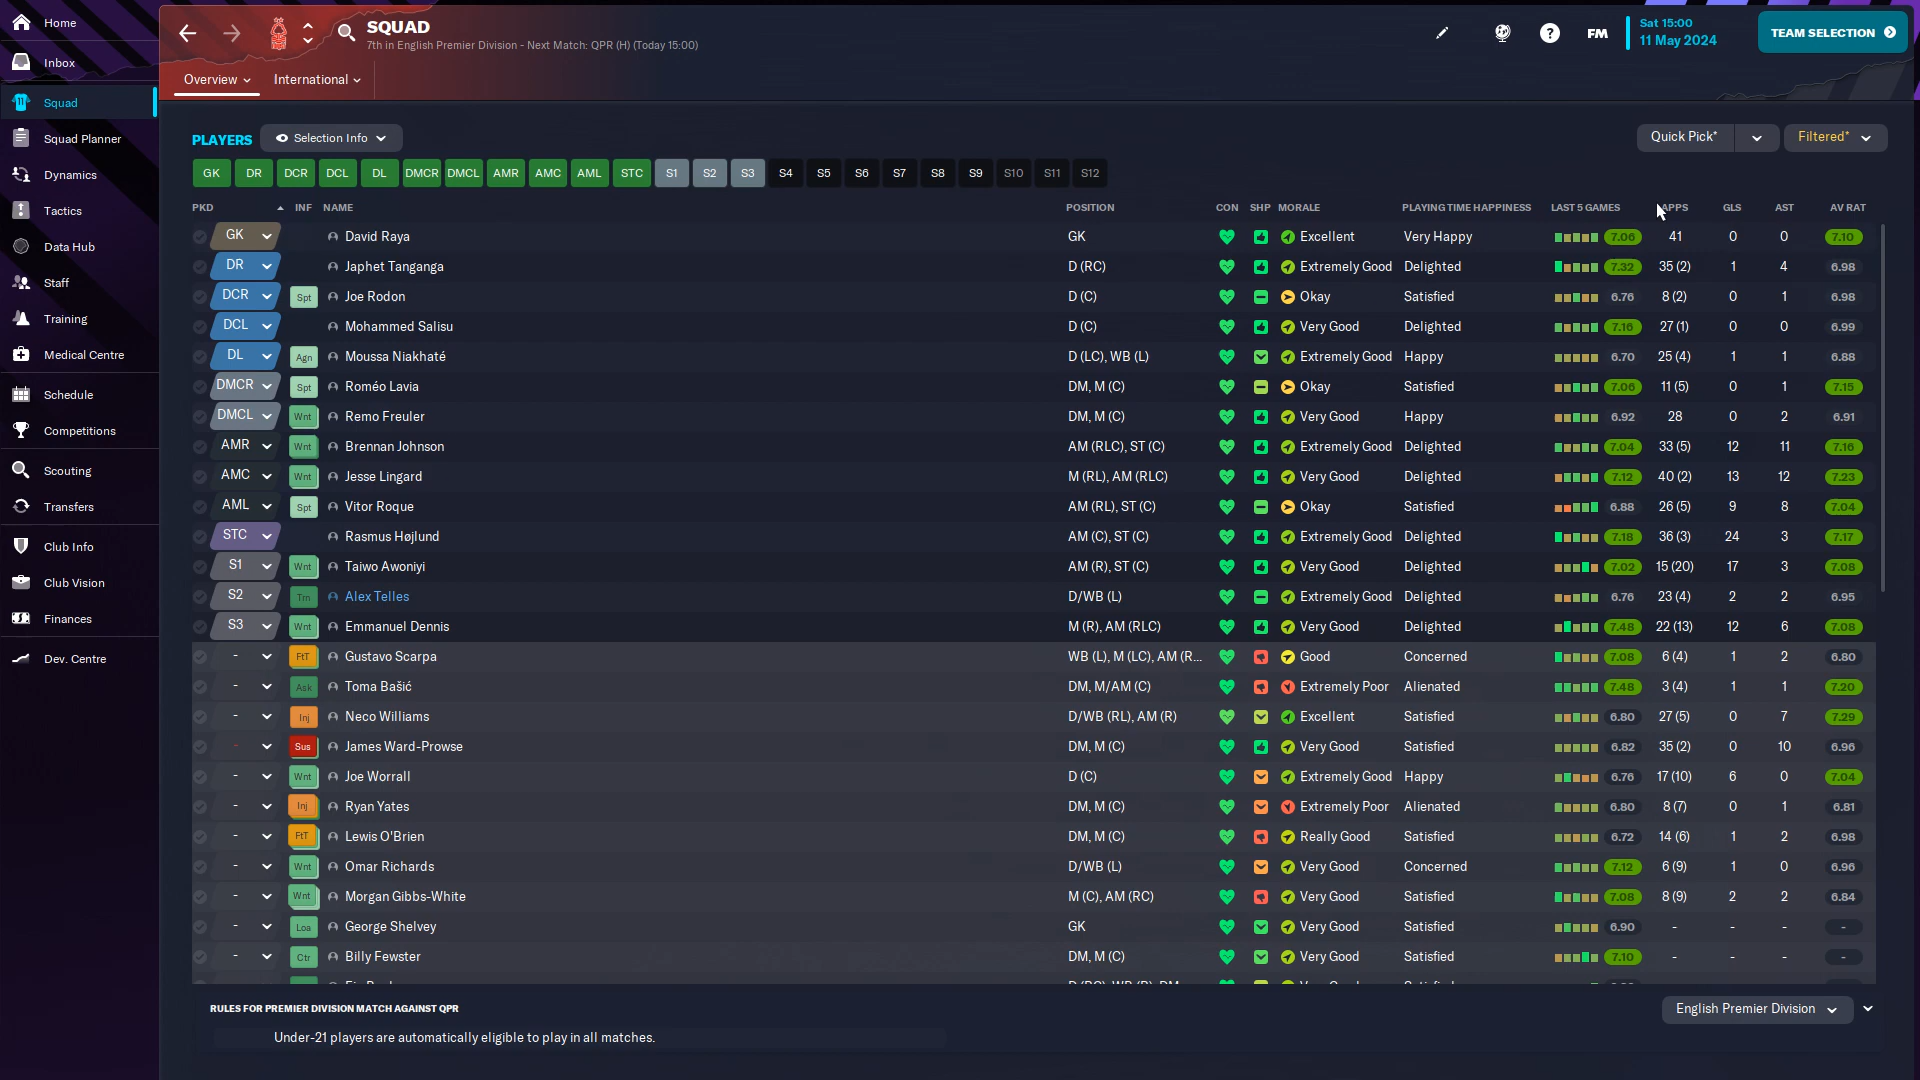 Home
Inbox
Squad
Squad Planner
Dynamics
Tactics
Data Hub
Staff
Training
Medical Centre
Schedule
Competitions
Scouting
Transfers
Club Info
Club Vision
Finances
Dev. Centre
SQUAD
7th in English Premier Division - Next Match: QPR (H) (Today 15:00)
FM
Sat 15:00
11 May 2024
TEAM SELECTION
Overview International
PLAYERS Selection Info Quick Pick* Filtered*
GK DR DCR DCL DL DMCR DMCL AMR AMC AML STC S1 S2 S3 S4 S5 S6 S7 S8 S9 S10 S11 S12
PKD INF NAME POSITION CON SHP MORALE PLAYING TIME HAPPINESS LAST 5 GAMES APPS GLS AST AV RAT
GK David Raya GK Excellent Very Happy 7.06 41 0 0 7.10
DR Japhet Tanganga D (RC) Extremely Good Delighted 7.32 35 (2) 1 4 6.98
DCR Spt Joe Rodon D (C) Okay Satisfied 6.76 8 (2) 0 1 6.98
DCL Mohammed Salisu D (C) Very Good Delighted 7.16 27 (1) 0 0 6.99
DL Agn Moussa Niakhaté D (LC), WB (L) Extremely Good Happy 6.70 25 (4) 1 1 6.88
DMCR Spt Roméo Lavia DM, M (C) Okay Satisfied 7.06 11 (5) 0 1 7.15
DMCL Wnt Remo Freuler DM, M (C) Very Good Happy 6.92 28 0 2 6.91
AMR Wnt Brennan Johnson AM (RLC), ST (C) Extremely Good Delighted 7.04 33 (5) 12 11 7.16
AMC Wnt Jesse Lingard M (RL), AM (RLC) Very Good Delighted 7.12 40 (2) 13 12 7.23
AML Spt Vitor Roque AM (RL), ST (C) Okay Satisfied 6.88 26 (5) 9 8 7.04
STC Rasmus Højlund AM (C), ST (C) Extremely Good Delighted 7.18 36 (3) 24 3 7.17
S1 Wnt Taiwo Awoniyi AM (R), ST (C) Very Good Delighted 7.02 15 (20) 17 3 7.08
S2 Trn Alex Telles D/WB (L) Extremely Good Delighted 6.76 23 (4) 2 2 6.95
S3 Wnt Emmanuel Dennis M (R), AM (RLC) Very Good Delighted 7.48 22 (13) 12 6 7.08
- FtT Gustavo Scarpa WB (L), M (LC), AM (R... Good Concerned 7.08 6 (4) 1 2 6.80
- Ask Toma Bašić DM, M/AM (C) Extremely Poor Alienated 7.48 3 (4) 1 1 7.20
- Inj Neco Williams D/WB (RL), AM (R) Excellent Satisfied 6.80 27 (5) 0 7 7.29
- Sus James Ward-Prowse DM, M (C) Very Good Satisfied 6.82 35 (2) 0 10 6.96
- Wnt Joe Worrall D (C) Extremely Good Happy 6.76 17 (10) 6 0 7.04
- Inj Ryan Yates DM, M (C) Extremely Poor Alienated 6.80 8 (7) 0 1 6.81
- FtT Lewis O'Brien DM, M (C) Really Good Satisfied 6.72 14 (6) 1 2 6.98
- Wnt Omar Richards D/WB (L) Very Good Concerned 7.12 6 (9) 1 0 6.96
- Wnt Morgan Gibbs-White M (C), AM (RC) Very Good Satisfied 7.08 8 (9) 2 2 6.84
- Loa George Shelvey GK Very Good Satisfied 6.90 - - - -
- Ctr Billy Fewster DM, M (C) Very Good Satisfied 7.10 - - - -
RULES FOR PREMIER DIVISION MATCH AGAINST QPR English Premier Division
Under-21 players are automatically eligible to play in all matches.